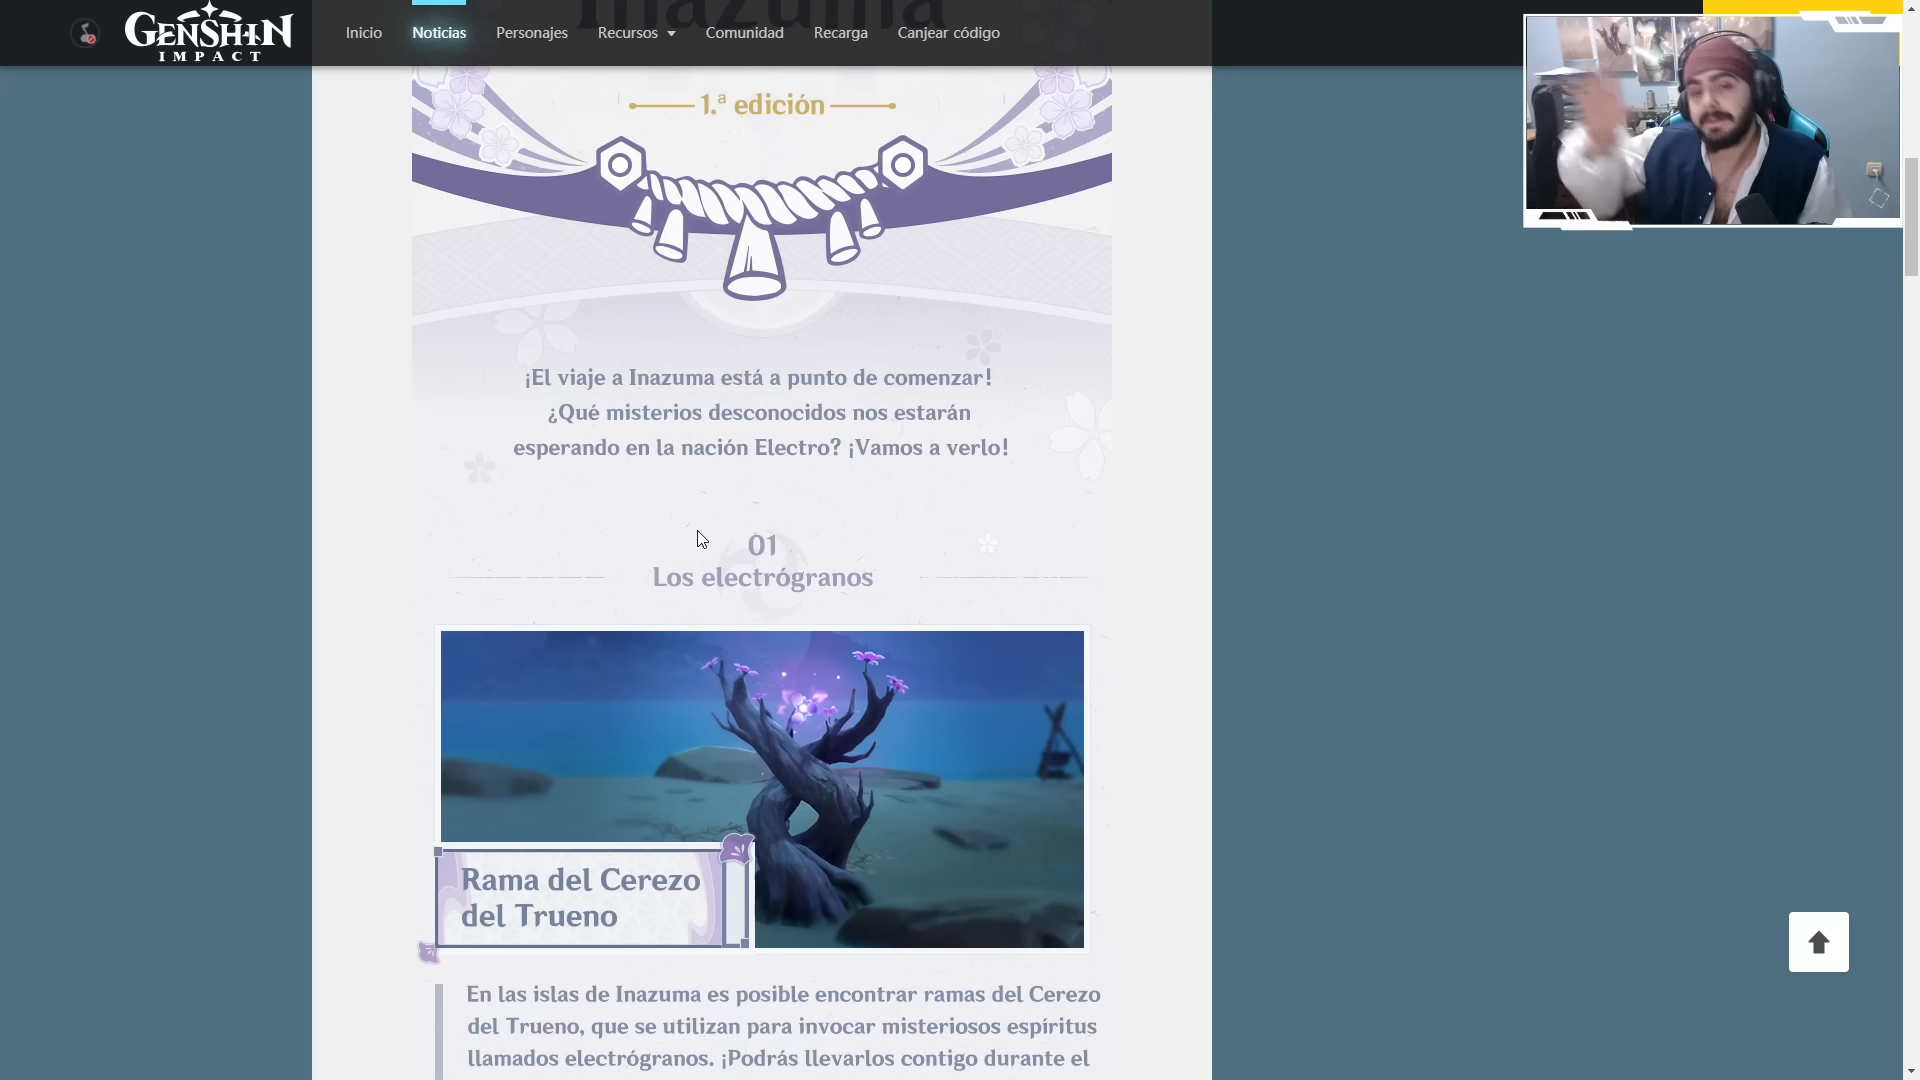 GENSHIN
IMPACT
Inicio
Noticias
Personajes
Recursos
Comunidad
Recarga
Canjear código
Inazuma
1.ª edición
¡El viaje a Inazuma está a punto de comenzar!
¿Qué misterios desconocidos nos estarán
esperando en la nación Electro? ¡Vamos a verlo!
01
Los electrógranos
Rama del Cerezo
del Trueno
En las islas de Inazuma es posible encontrar ramas del Cerezo
del Trueno, que se utilizan para invocar misteriosos espíritus
llamados electrógranos. ¡Podrás llevarlos contigo durante el